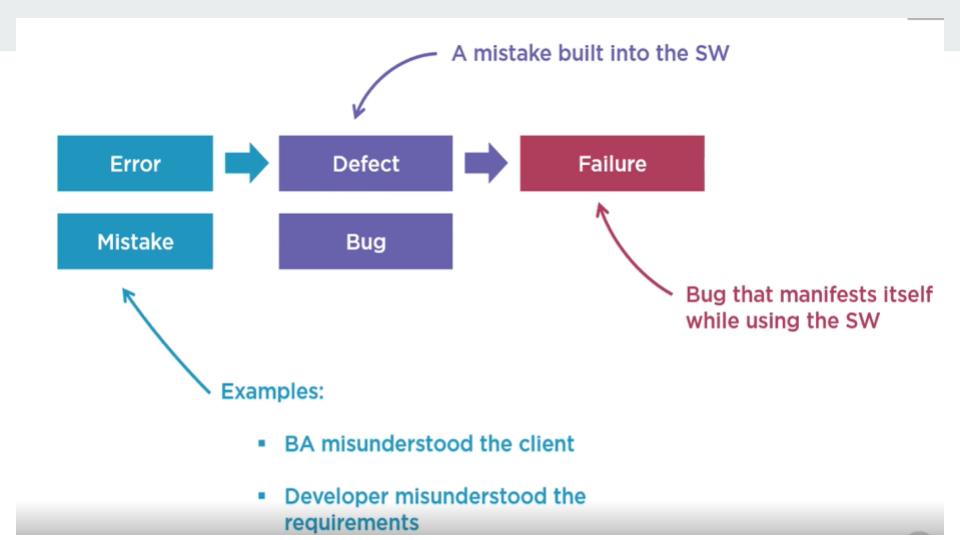 A mistake built into the SW
Error
Defect
Failure
Mistake
Bug
Bug that manifests itself
while using the SW
Examples:
▪ BA misunderstood the client
▪ Developer misunderstood the
requirements